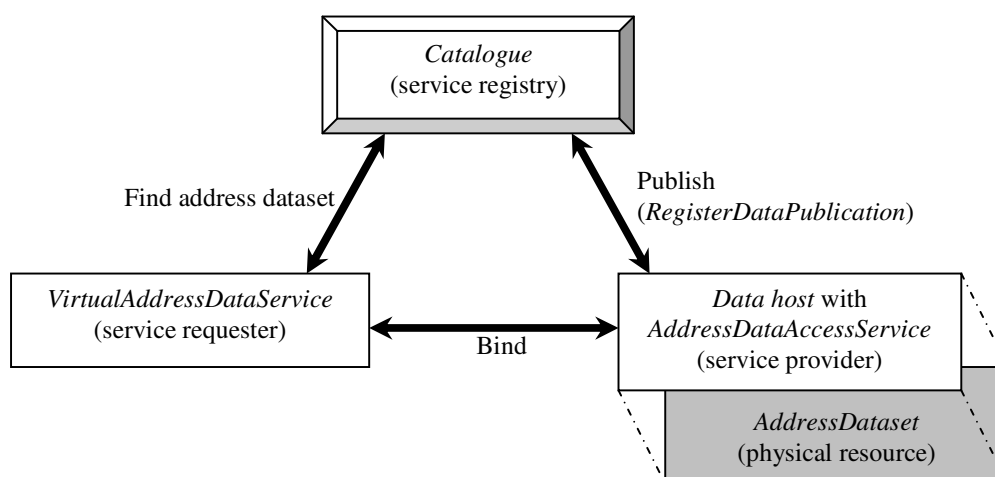 Catalogue
(service registry)
Find address dataset
Publish
(RegisterDataPublication)
VirtualAddressDataService
(service requester)
Bind
Data host with
AddressDataAccessService
(service provider)
AddressDataset
(physical resource)